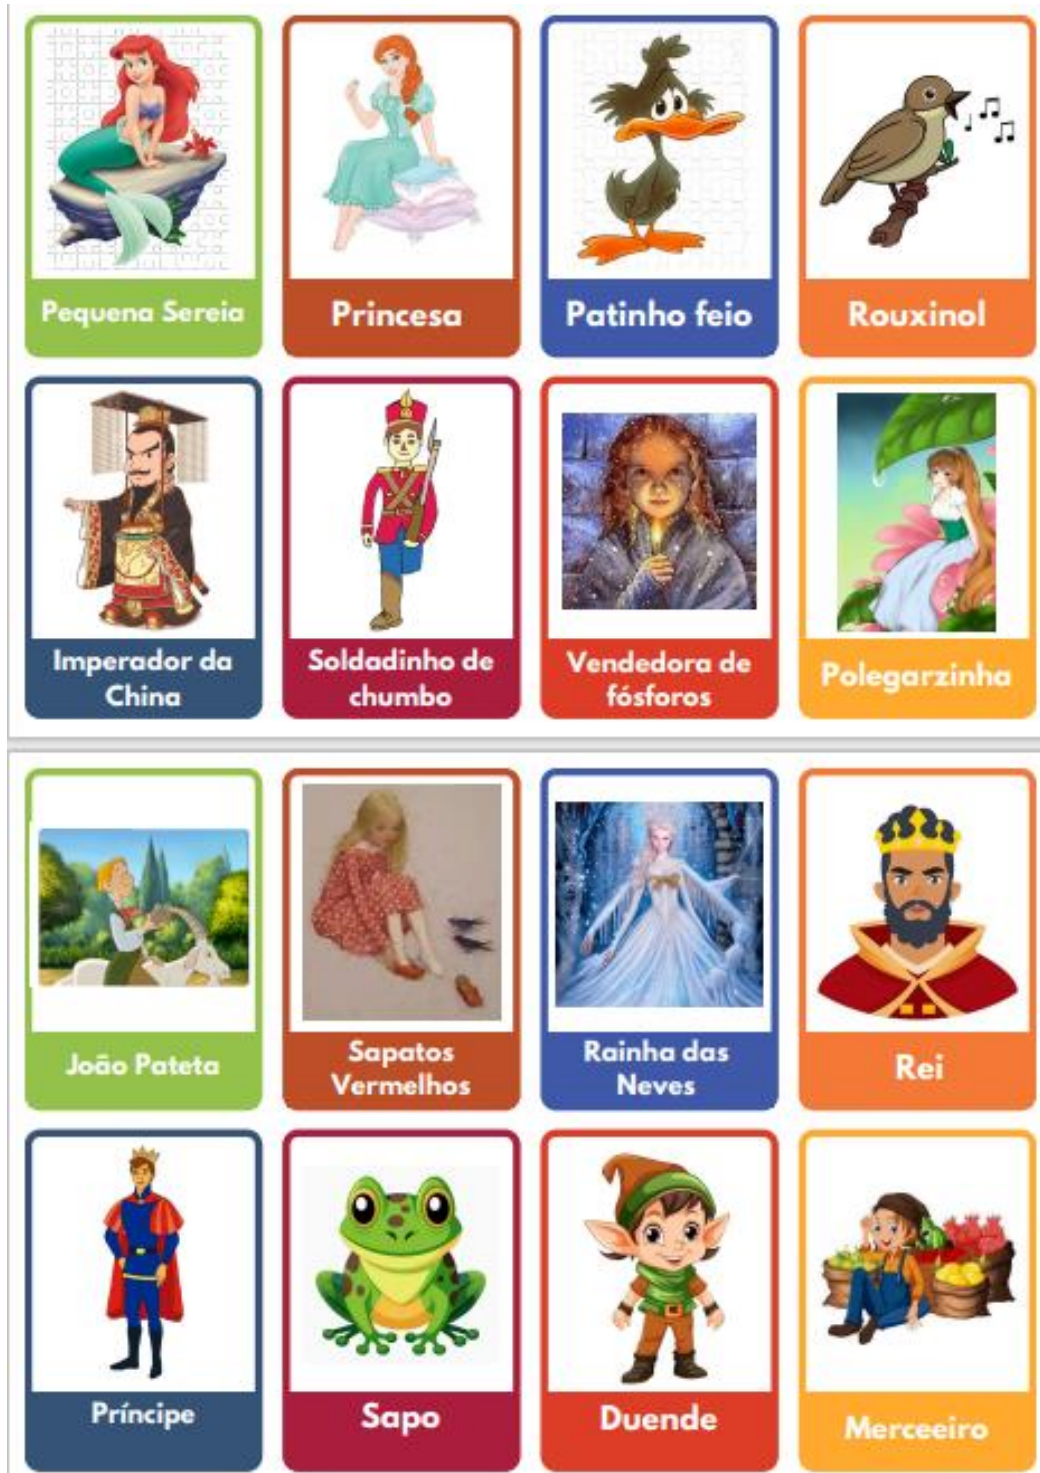 Pequena Sereia
Princesa
Patinho feio
Rouxinol
Imperador da
China
Soldadinho de
chumbo
Vendedora de
fósforos
Polegarzinha
João Pateta
Sapatos
Vermelhos
Rainha das
Neves
Rei
Príncipe
Sapo
Duende
Merceeiro